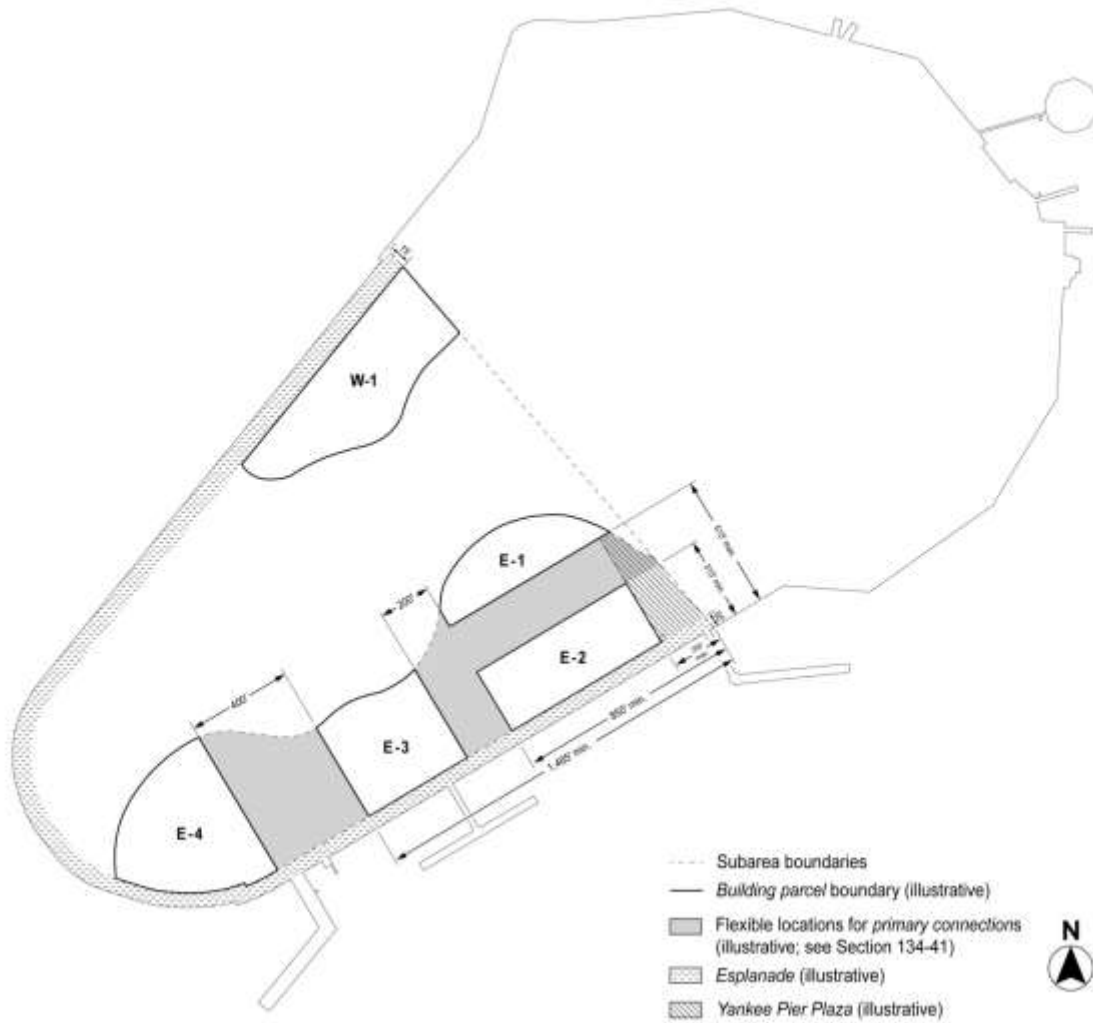 W-1
E-1
200'
E-2
400'
E-3
850' min.
1,485' min.
E-4
Subarea boundaries
Building parcel boundary (illustrative)
Flexible locations for primary connections
(illustrative; see Section 134-41)
Esplanade (illustrative)
Yankee Pier Plaza (illustrative)
N